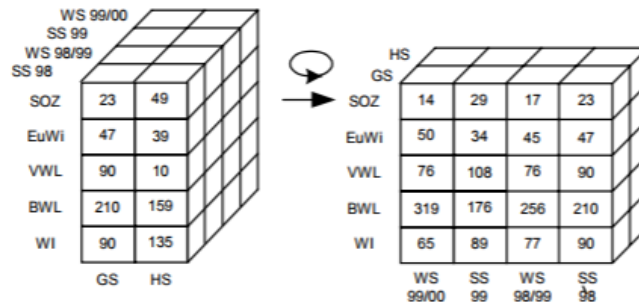 WS 99/00
SS 99
WS 98/99
SS 98
SOZ 23 49
EuWi 47 39
VWL 90 10
BWL 210 159
WI 90 135
GS HS
HS
GS
SOZ 14 29 17 23
EuWi 50 34 45 47
VWL 76 108 76 90
BWL 319 176 256 210
WI 65 89 77 90
WS SS WS SS
99/00 99 98/99 98